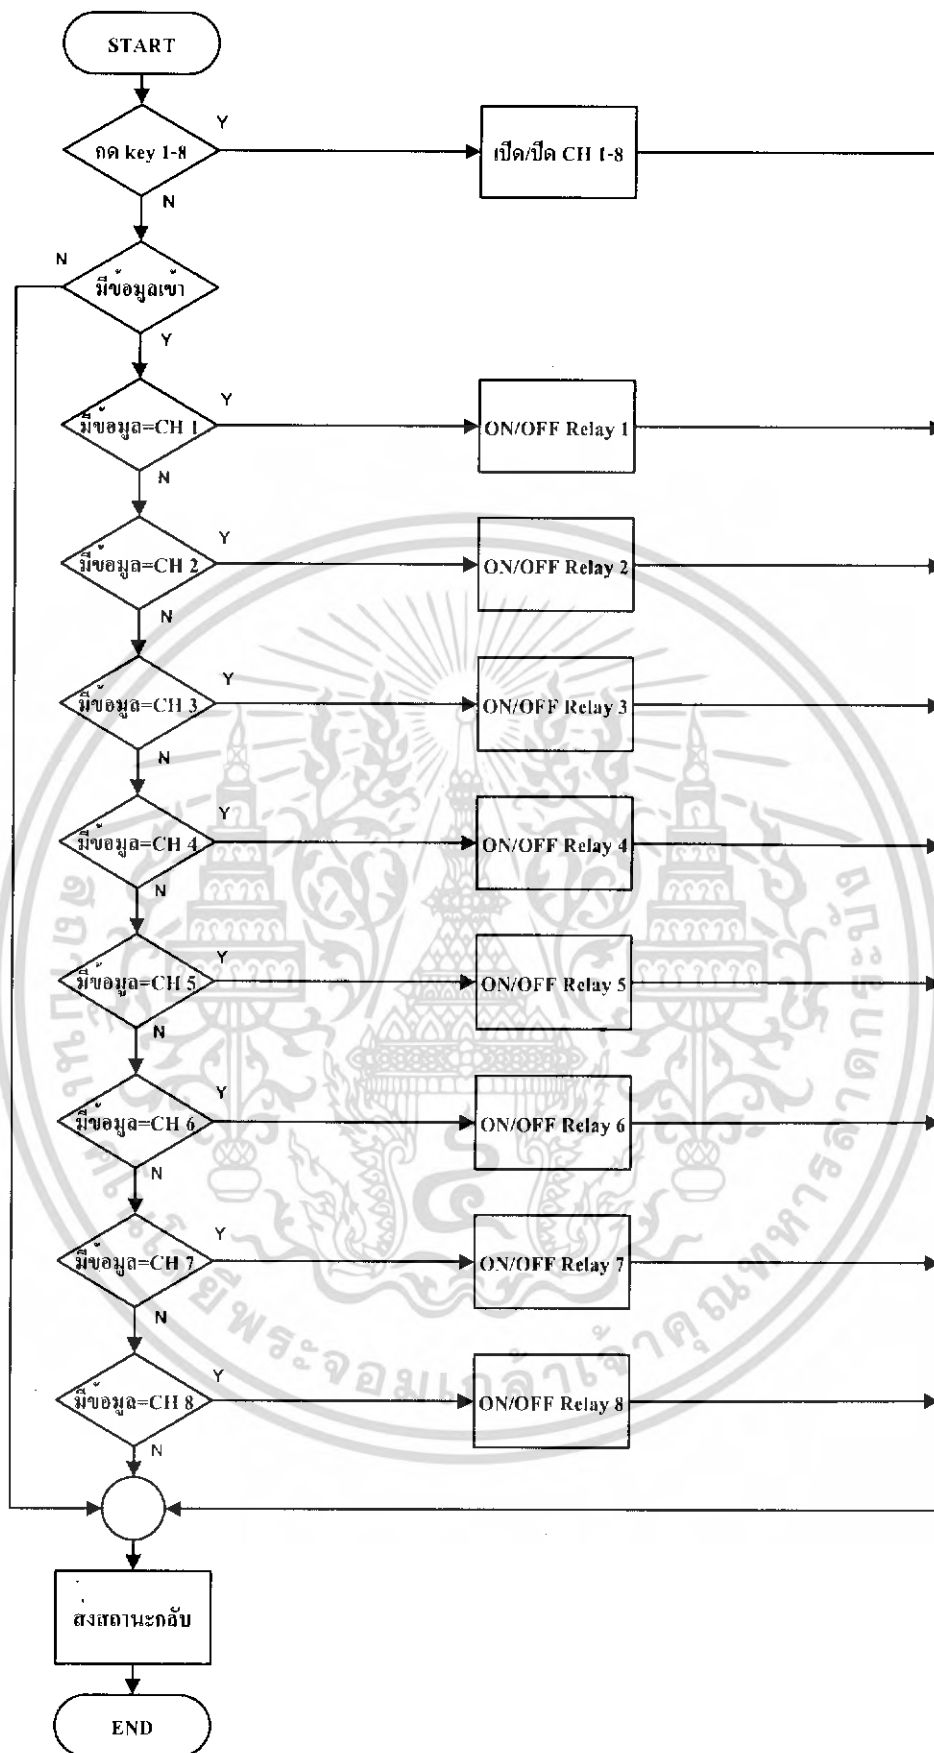 START
กด key 1-8
Y
เปิด/ปิด CH 1-8
N
N
มีข้อมูลเข้า
Y
มีข้อมูล=CH 1
Y
ON/OFF Relay 1
N
มีข้อมูล=CH 2
Y
ON/OFF Relay 2
N
มีข้อมูล=CH 3
Y
ON/OFF Relay 3
N
มีข้อมูล=CH 4
Y
ON/OFF Relay 4
N
มีข้อมูล=CH 5
Y
ON/OFF Relay 5
N
มีข้อมูล=CH 6
Y
ON/OFF Relay 6
N
มีข้อมูล=CH 7
Y
ON/OFF Relay 7
N
มีข้อมูล=CH 8
Y
ON/OFF Relay 8
N
ส่งสถานะกลับ
END